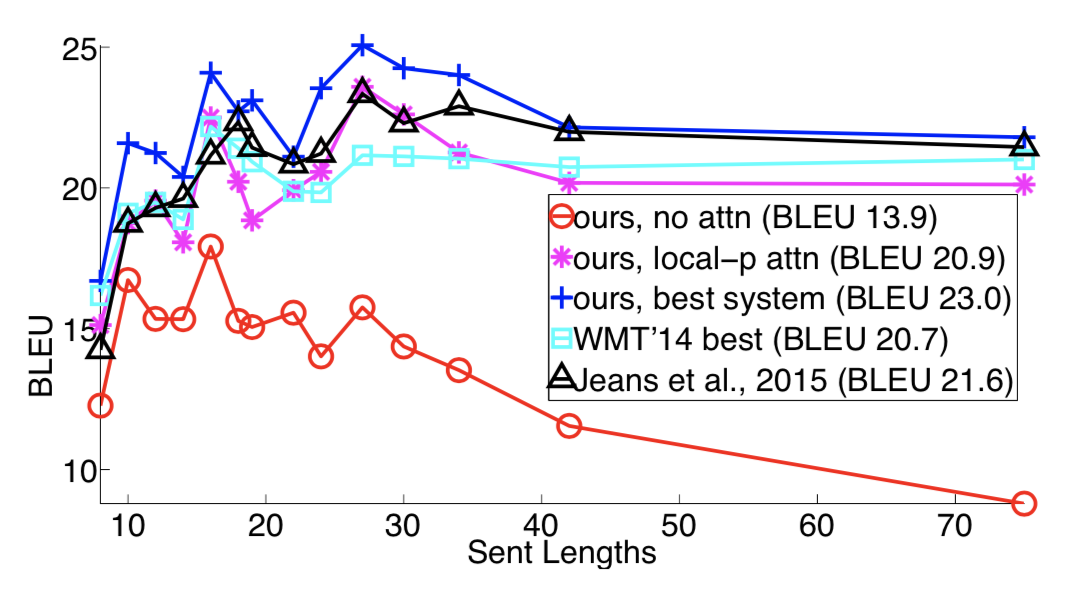 25
20
15
10
BLEU
ours, no attn (BLEU 13.9)
ours, local−p attn (BLEU 20.9)
ours, best system (BLEU 23.0)
WMT’14 best (BLEU 20.7)
Jeans et al., 2015 (BLEU 21.6)
10 20 30 40 50 60 70
Sent Lengths